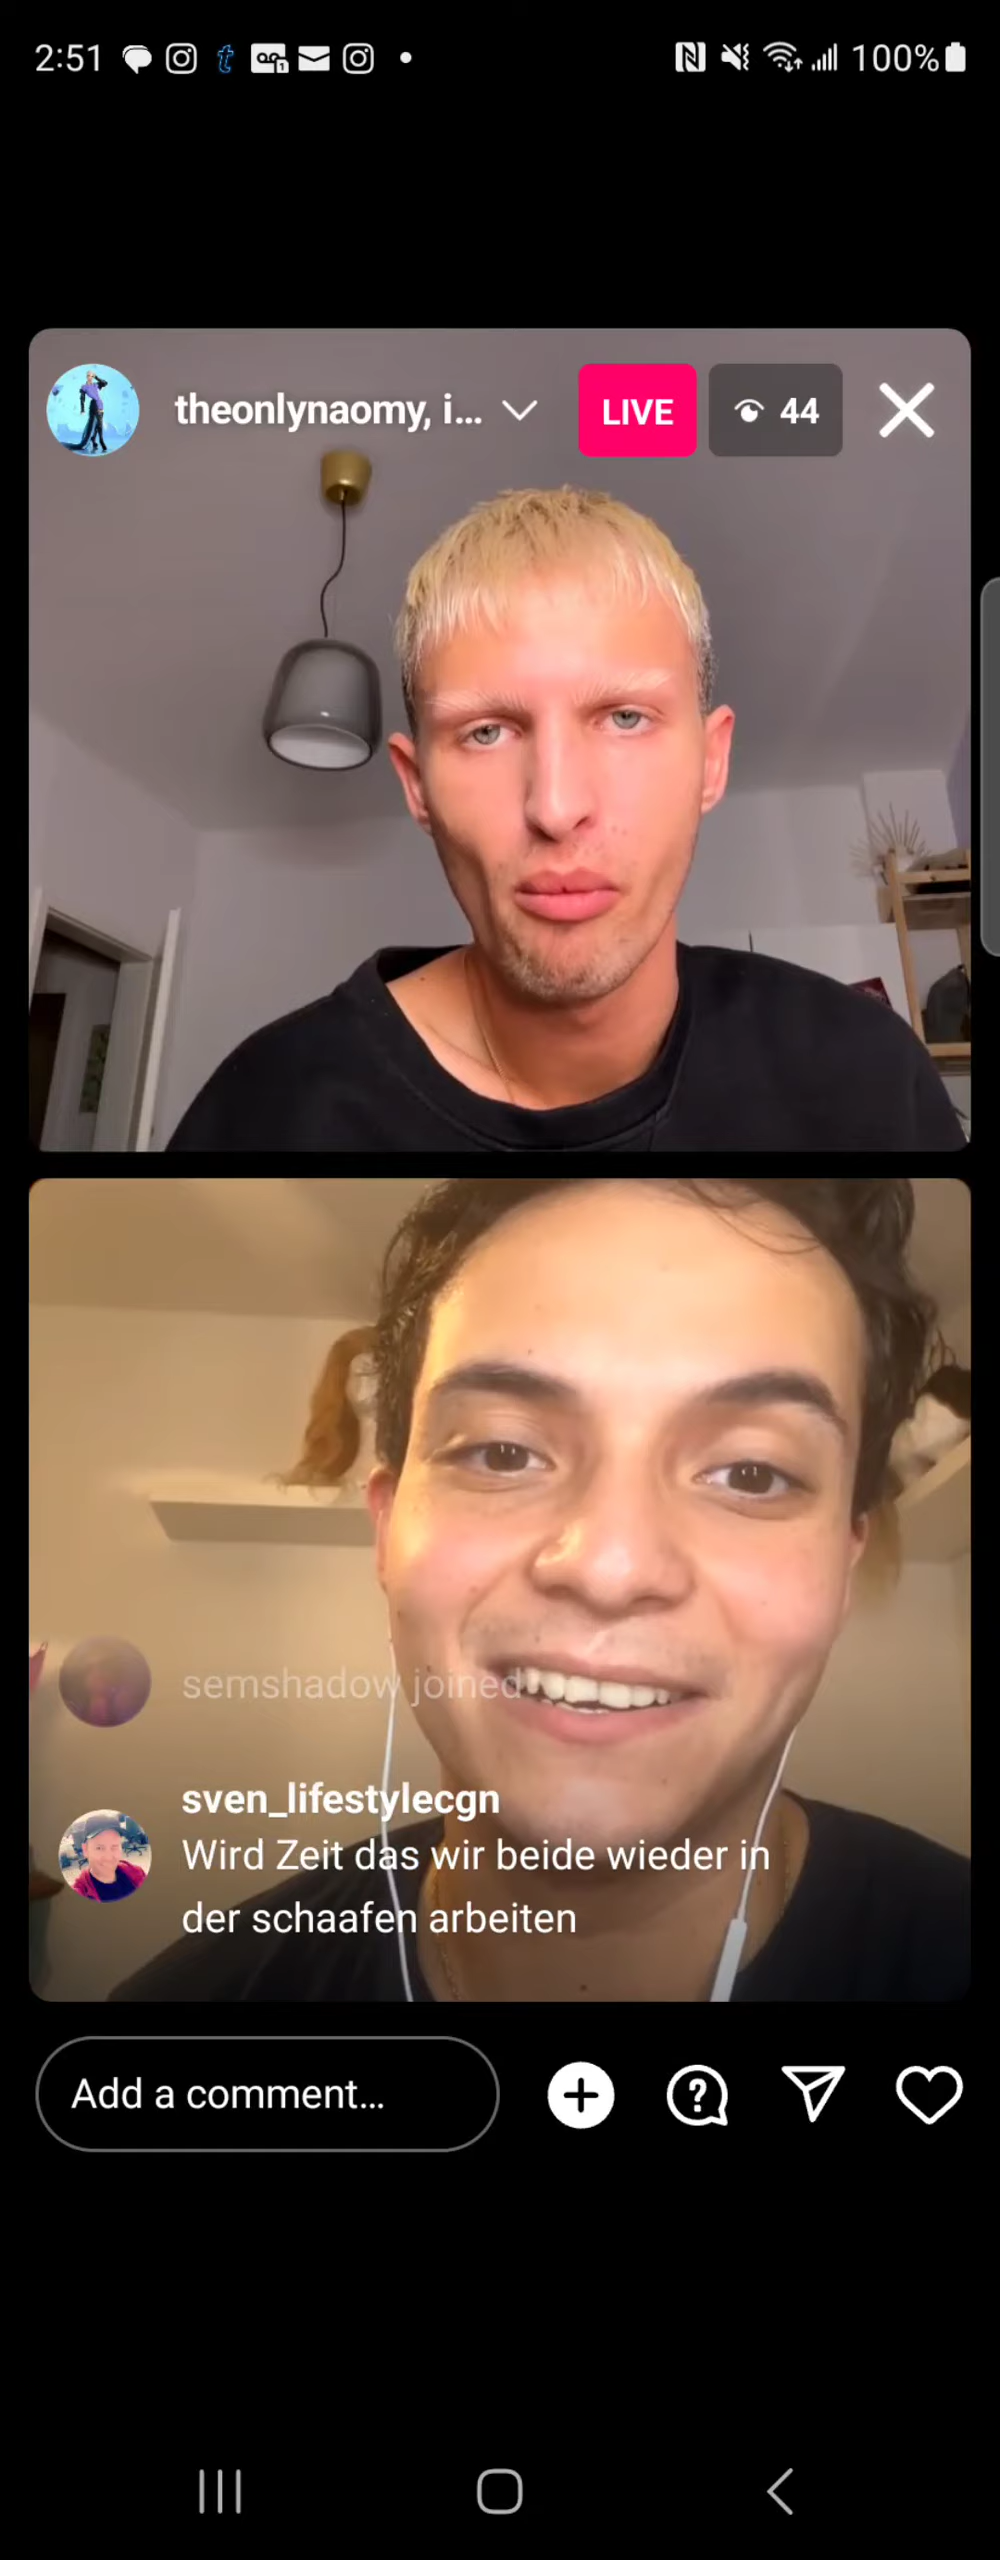 2:51
100%
theonlynaomy, i...
LIVE
44
semshadow joined
sven_lifestylecgn
Wird Zeit das wir beide wieder in
der schaafen arbeiten
Add a comment...